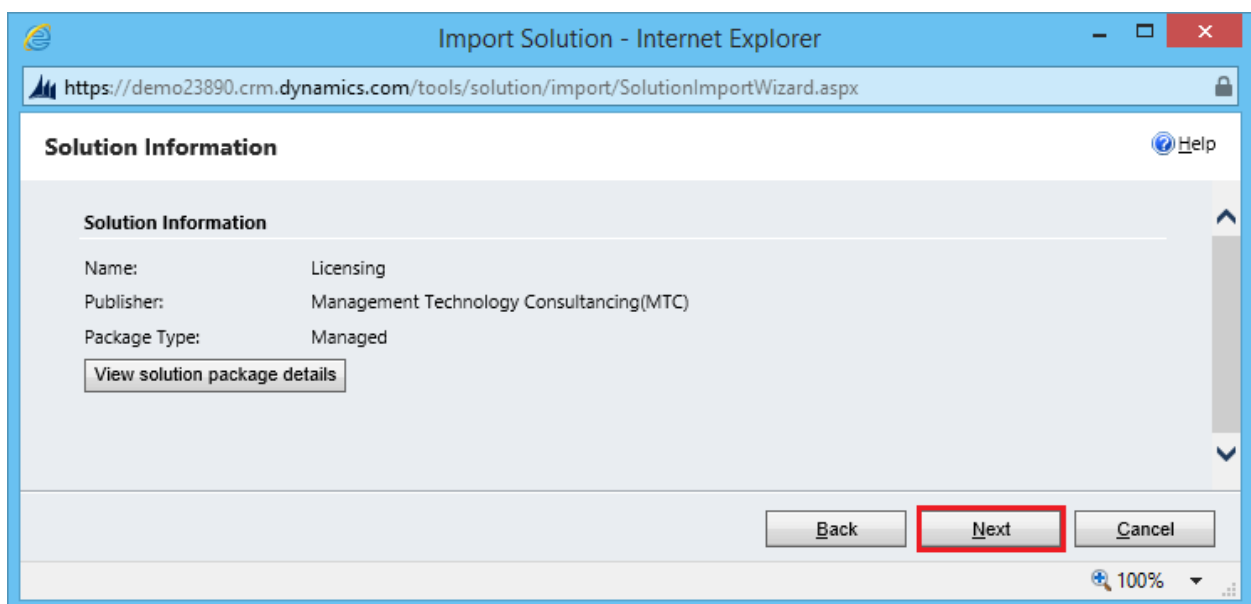 Import Solution - Internet Explorer
https://demo23890.crm.dynamics.com/tools/solution/import/SolutionImportWizard.aspx
Solution Information
Help
Solution Information
Name: Licensing
Publisher: Management Technology Consultancing(MTC)
Package Type: Managed
View solution package details
Back Next Cancel
100%